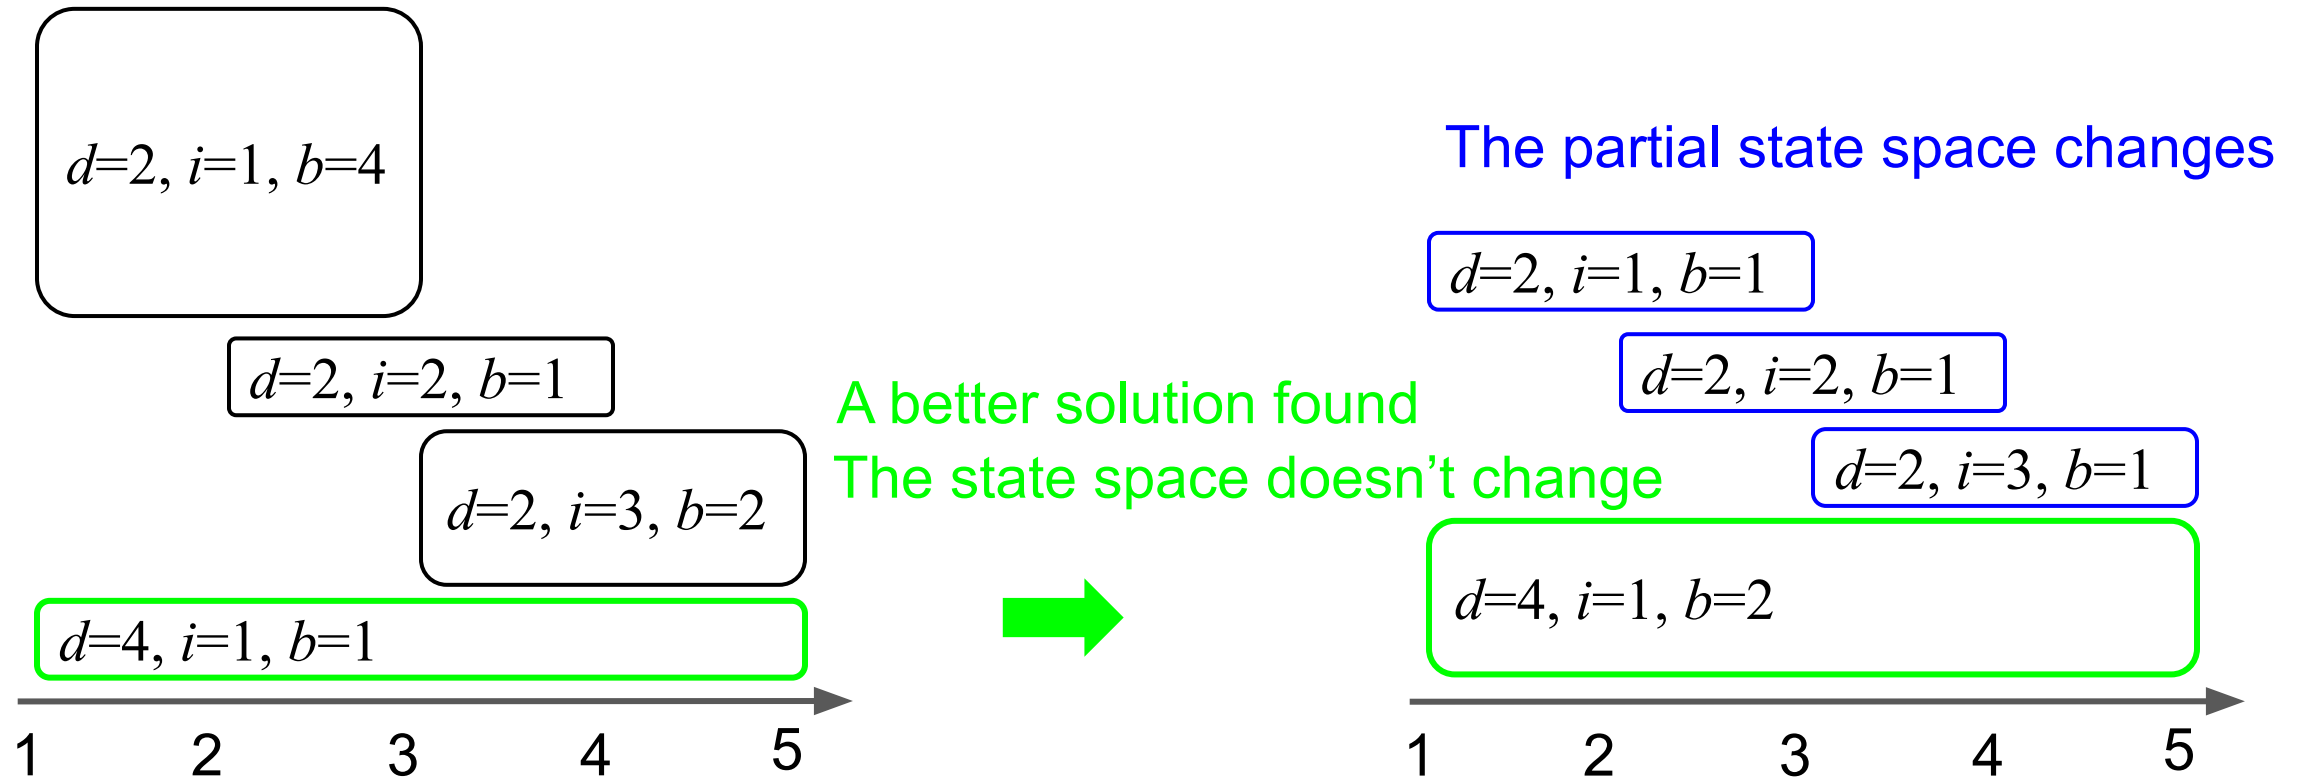 d=2, i=1, b=4
d=2, i=2, b=1
d=2, i=3, b=2
d=4, i=1, b=1
1 2 3 4 5
A better solution found
The state space doesn’t change
The partial state space changes
d=2, i=1, b=1
d=2, i=2, b=1
d=2, i=3, b=1
d=4, i=1, b=2
1 2 3 4 5